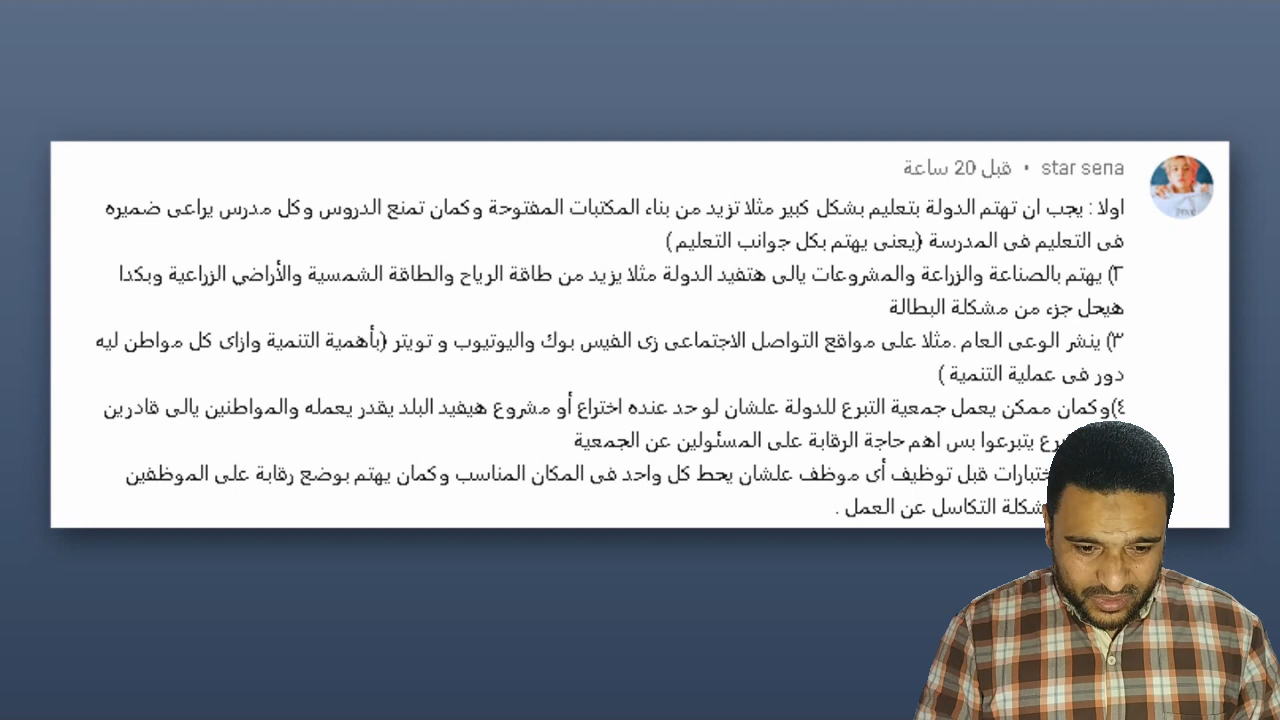 star sena • قبل 20 ساعة
اولا : يجب ان تهتم الدولة بتعليم بشكل كبير مثلا تزيد من بناء المكتبات المفتوحة وكمان تمنع الدروس وكل مدرس يراعى ضميره
فى التعليم فى المدرسة (يعنى يهتم بكل جوانب التعليم)
٢) يهتم بالصناعة والزراعة والمشروعات يالى هتفيد الدولة مثلا يزيد من طاقة الرياح والطاقة الشمسية والأراضي الزراعية وبكدا
هيحل جزء من مشكلة البطالة
٣) ينشر الوعى العام .مثلا على مواقع التواصل الاجتماعى زى الفيس بوك واليوتيوب و تويتر (بأهمية التنمية وازاى كل مواطن ليه
دور فى عملية التنمية )
٤)وكمان ممكن يعمل جمعية التبرع للدولة علشان لو حد عنده اختراع أو مشروع هيفيد البلد يقدر يعمله والمواطنين يالى قادرين
يتبرعوا بس اهم حاجة الرقابة على المسئولين عن الجمعية
قبل توظيف أى موظف علشان يحط كل واحد فى المكان المناسب وكمان يهتم بوضع رقابة على الموظفين
التكاسل عن العمل .